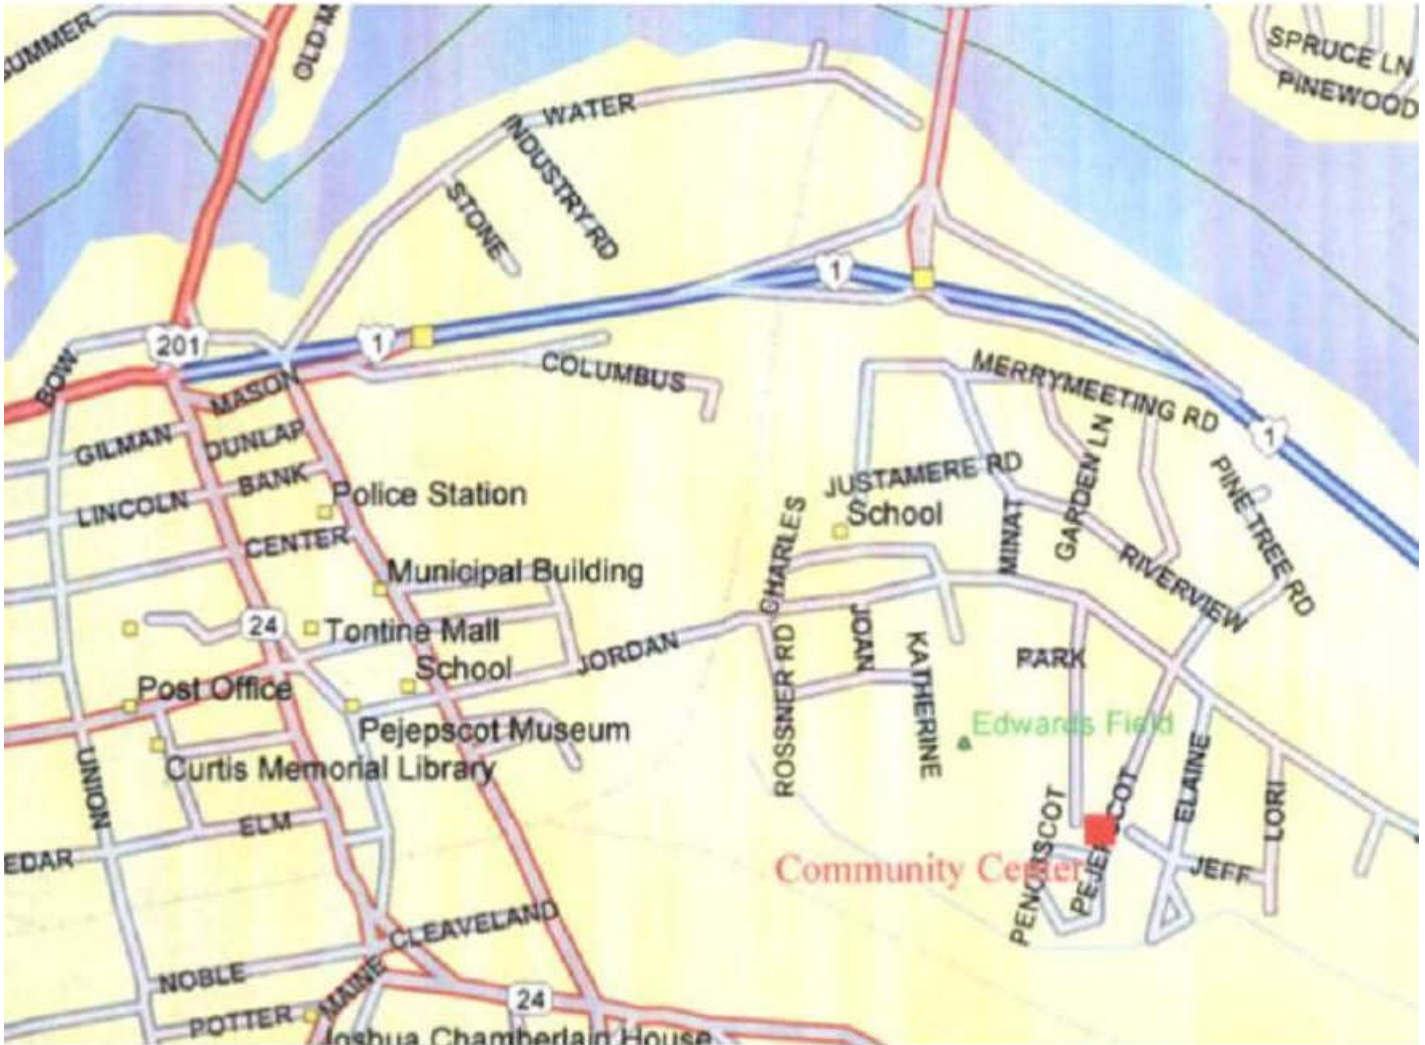 SUMMER
OLD M
SPRUCE LN
PINEWOOD
WATER
INDUSTRY RD
STONE
1
1
201
1
BOW
COLUMBUS
MERRYMEETING RD
MASON
1
GILMAN
DUNLAP
GARDEN LN
BANK
JUSTAMERE RD
PINE TREE RD
LINCOLN
Police Station
School
CHARLES
MINAT
CENTER
RIVERVIEW
Municipal Building
24
Tontine Mall
JOAN
KATHERINE
JORDAN
PARK
School
ROSSNER RD
Post Office
Pejepscot Museum
Edwards Field
UNION
Curtis Memorial Library
ELAINE
LORI
ELM
EDAR
Community Center
JEFF
CLEAVELAND
NOBLE
MAINE
24
POTTER
Joshua Chamberlain House